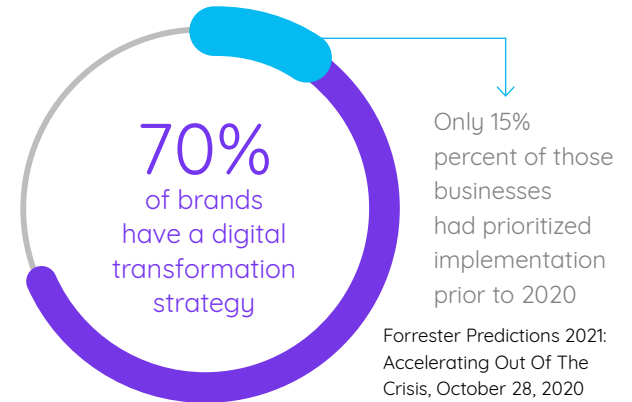 70%
of brands
have a digital
transformation
strategy
Only 15%
percent of those
businesses
had prioritized
implementation
prior to 2020
Forrester Predictions 2021:
Accelerating Out Of The
Crisis, October 28, 2020